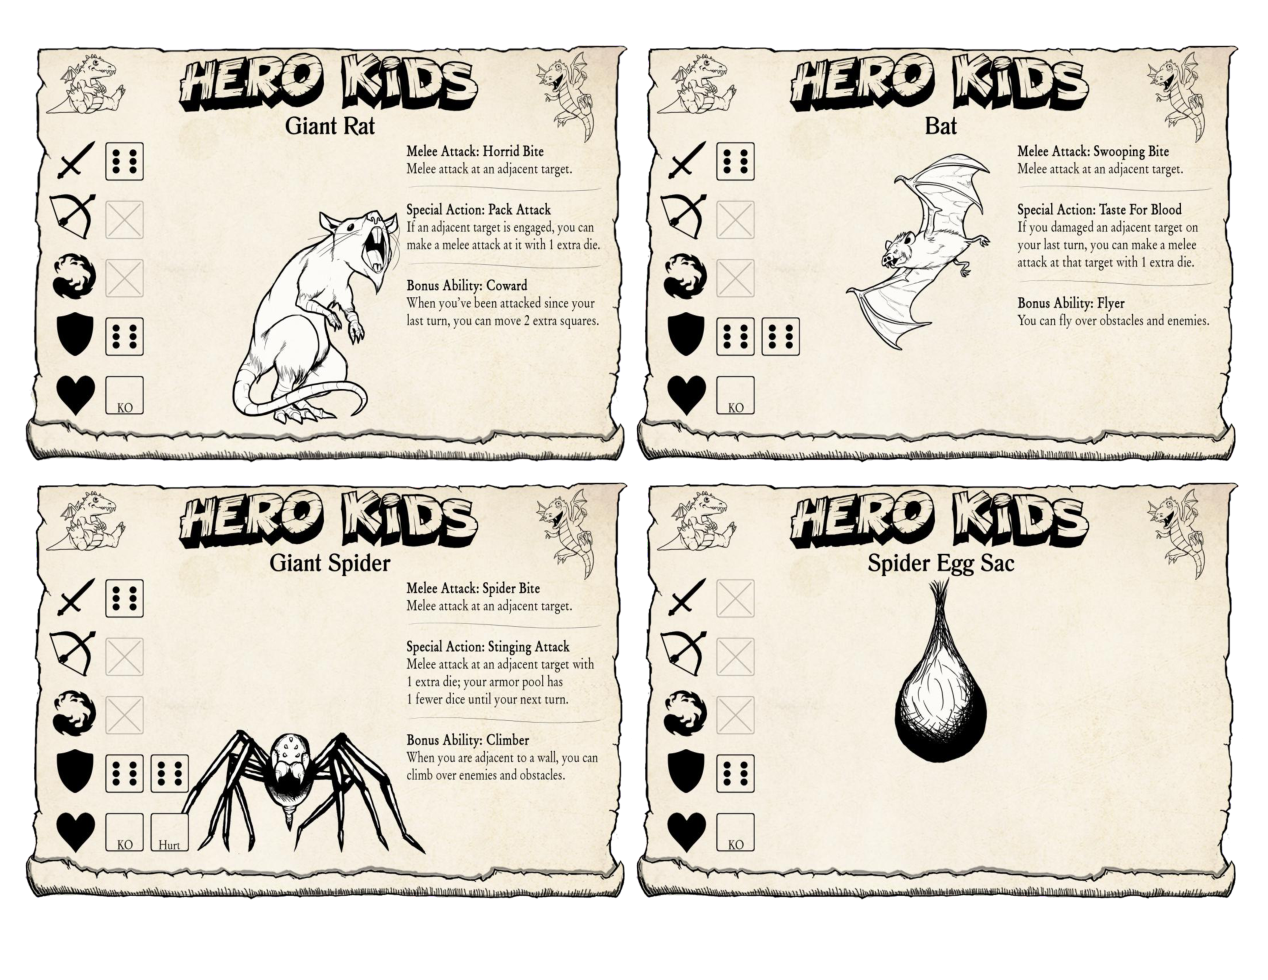 HERO KIDS
Giant Rat
Melee Attack: Horrid Bite
Melee attack at an adjacent target.
Special Action: Pack Attack
If an adjacent target is engaged, you can
make a melee attack at it with 1 extra die.
Bonus Ability: Coward
When you've been attacked since your
last turn, you can move 2 extra squares.
KO
HERO KIDS
Bat
Melee Attack: Swooping Bite
Melee attack at an adjacent target.
Special Action: Taste For Blood
If you damaged an adjacent target on
your last turn, you can make a melee
attack at that target with 1 extra die.
Bonus Ability: Flyer
You can fly over obstacles and enemies.
KO
HERO KIDS
Giant Spider
Melee Attack: Spider Bite
Melee attack at an adjacent target.
Special Action: Stinging Attack
Melee attack at an adjacent target with
1 extra die; your armor pool has
1 fewer dice until your next turn.
Bonus Ability: Climber
When you are adjacent to a wall, you can
climb over enemies and obstacles.
KO Hurt
HERO KIDS
Spider Egg Sac
KO